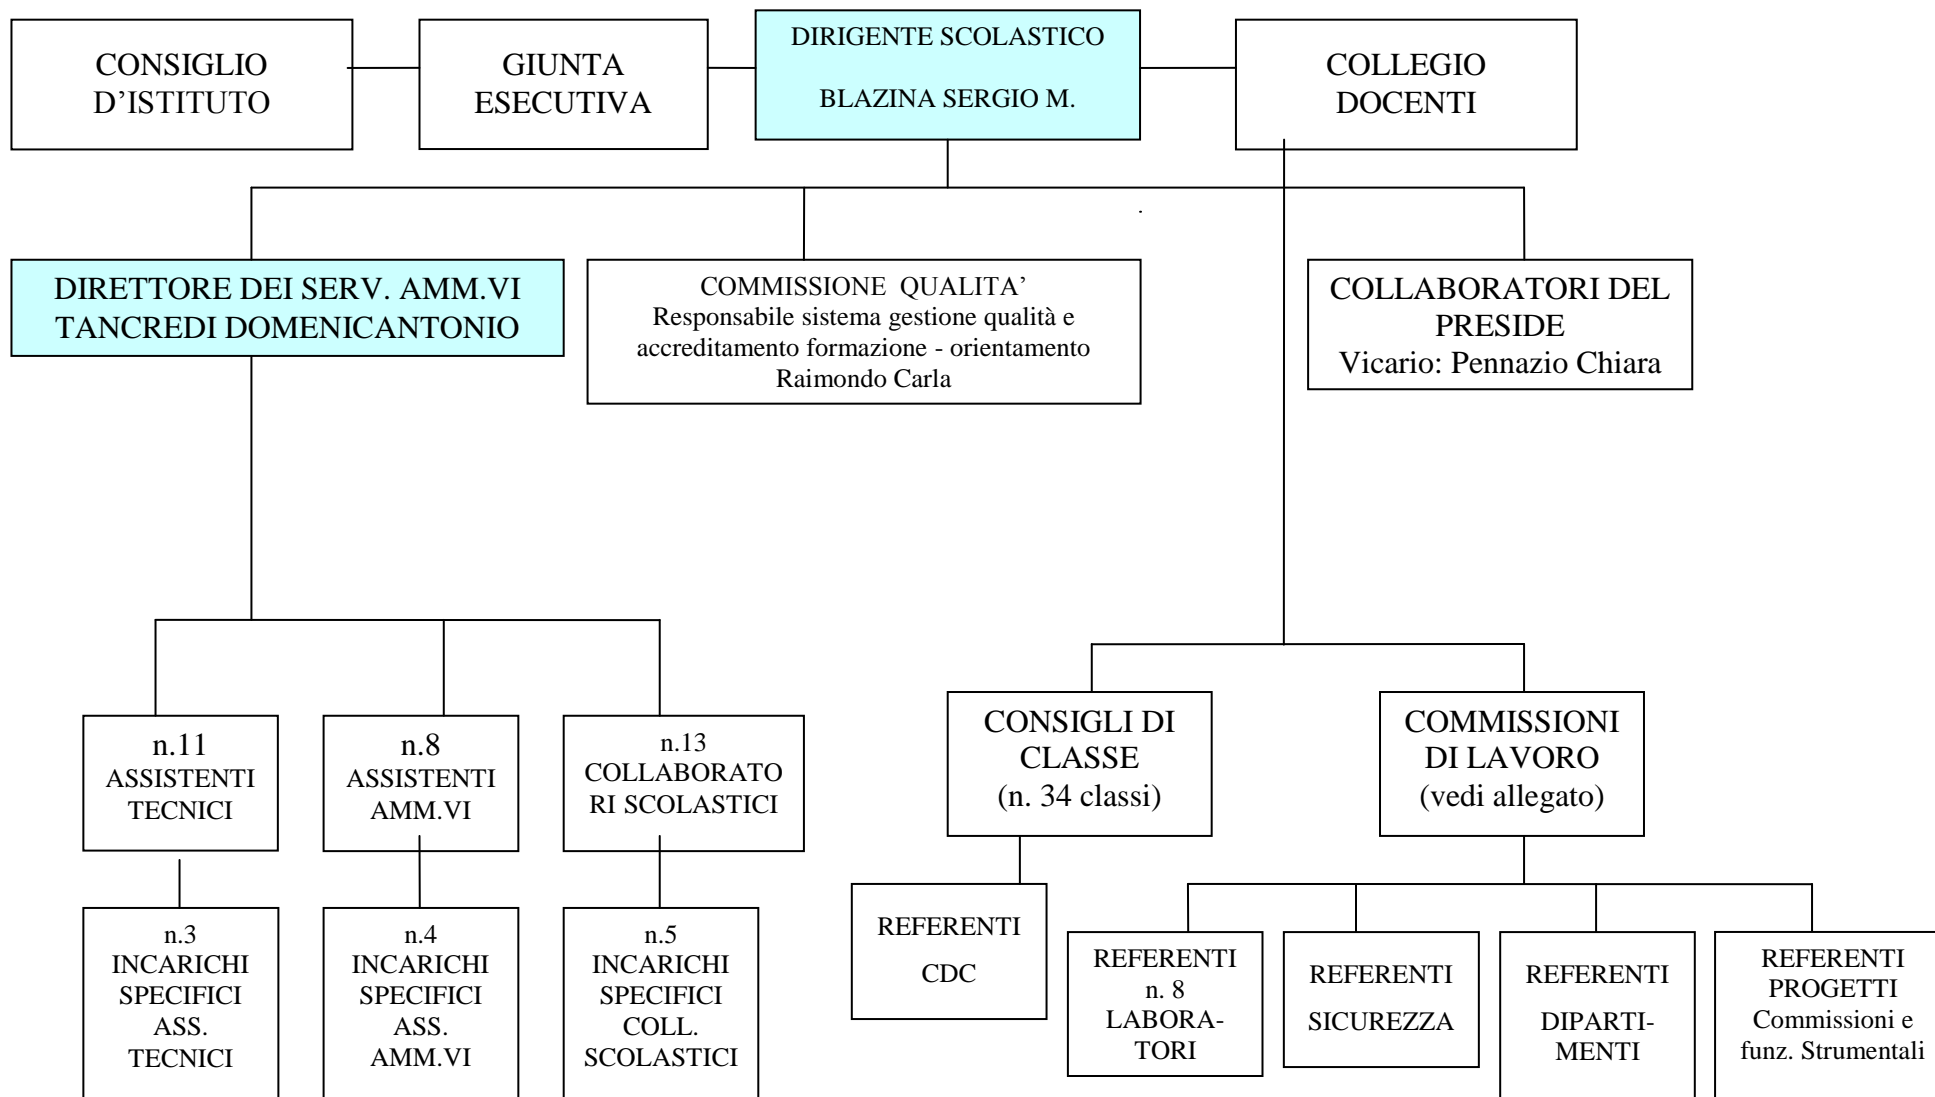 CONSIGLIO
D'ISTITUTO
GIUNTA
ESECUTIVA
DIRIGENTE SCOLASTICO
BLAZINA SERGIO M.
COLLEGIO
DOCENTI
DIRETTORE DEI SERV. AMM.VI
TANCREDI DOMENICANTONIO
COMMISSIONE QUALITA'
Responsabile sistema gestione qualità e
accreditamento formazione - orientamento
Raimondo Carla
COLLABORATORI DEL
PRESIDE
Vicario: Pennazio Chiara
n.11
ASSISTENTI
TECNICI
n.8
ASSISTENTI
AMM.VI
n.13
COLLABORATO
RI SCOLASTICI
CONSIGLI DI
CLASSE
(n. 34 classi)
COMMISSIONI
DI LAVORO
(vedi allegato)
n.3
INCARICHI
SPECIFICI
ASS.
TECNICI
n.4
INCARICHI
SPECIFICI
ASS.
AMM.VI
n.5
INCARICHI
SPECIFICI
COLL.
SCOLASTICI
REFERENTI
CDC
REFERENTI
n. 8
LABORA-
TORI
REFERENTI
SICUREZZA
REFERENTI
DIPARTI-
MENTI
REFERENTI
PROGETTI
Commissioni e
funz. Strumentali